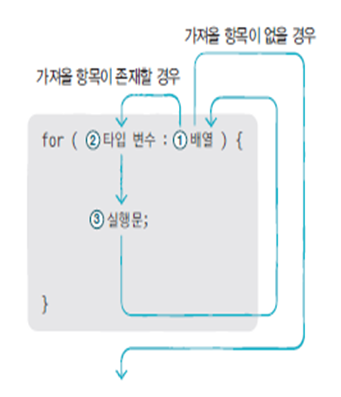 가져올 항목이 없을 경우
가져올 항목이 존재할 경우
for ( ②타입 변수 : ①배열 ) {
③실행문;
}